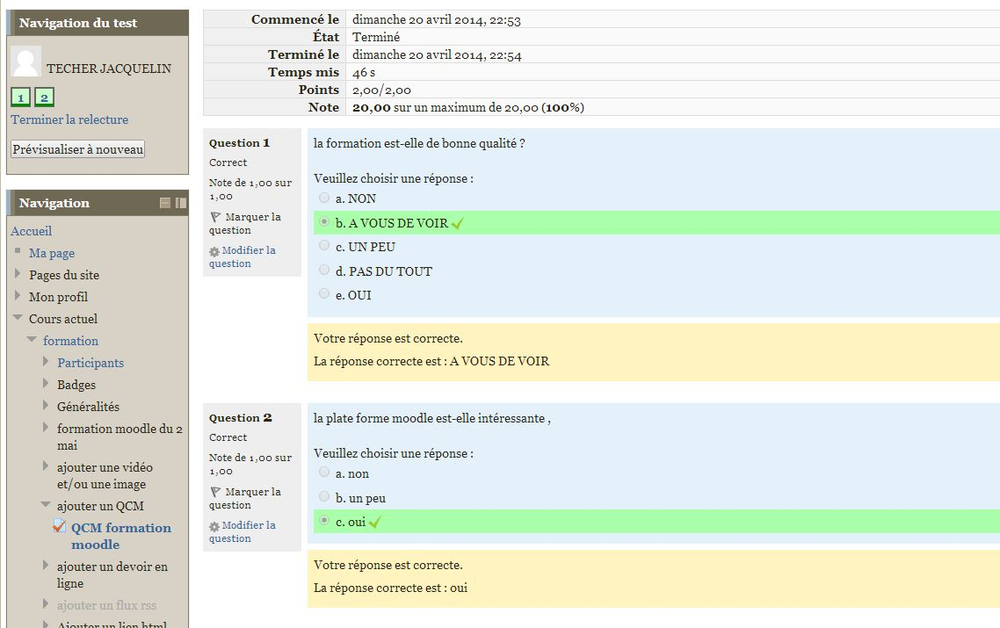 Navigation du test
TECHER JACQUELIN
1 2
Terminer la relecture
Prévisualiser à nouveau
Navigation
Accueil
Ma page
Pages du site
Mon profil
Cours actuel
formation
Participants
Badges
Généralités
formation moodle du 2
mai
ajouter une vidéo
et/ou une image
ajouter un QCM
QCM formation
moodle
ajouter un devoir en
ligne
ajouter un flux rss
Ajouter un lien html
Commencé le dimanche 20 avril 2014, 22:53
État Terminé
Terminé le dimanche 20 avril 2014, 22:54
Temps mis 46 s
Points 2,00/2,00
Note 20,00 sur un maximum de 20,00 (100%)
Question 1
Correct
Note de 1,00 sur
1,00
Marquer la
question
Modifier la
question
la formation est-elle de bonne qualité ?
Veuillez choisir une réponse :
a. NON
b. A VOUS DE VOIR
c. UN PEU
d. PAS DU TOUT
e. OUI
Votre réponse est correcte.
La réponse correcte est : A VOUS DE VOIR
Question 2
Correct
Note de 1,00 sur
1,00
Marquer la
question
Modifier la
question
la plate forme moodle est-elle intéressante ,
Veuillez choisir une réponse :
a. non
b. un peu
c. oui
Votre réponse est correcte.
La réponse correcte est : oui